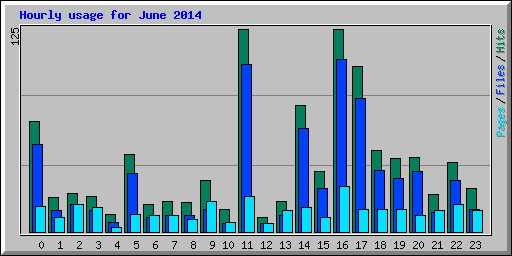 Hourly usage for June 2014
125
Pages/Files/Hits
0 1 2 3 4 5 6 7 8 9 10 11 12 13 14 15 16 17 18 19 20 21 22 23